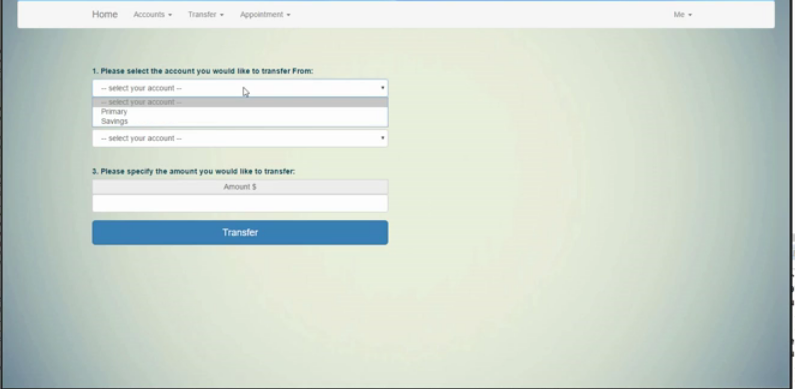 Home Accounts Transfer Appointment Me
1. Please select the account you would like to transfer From:
-- select your account --
-- select your account --
Primary
Savings
-- select your account --
3. Please specify the amount you would like to transfer:
Amount $
Transfer